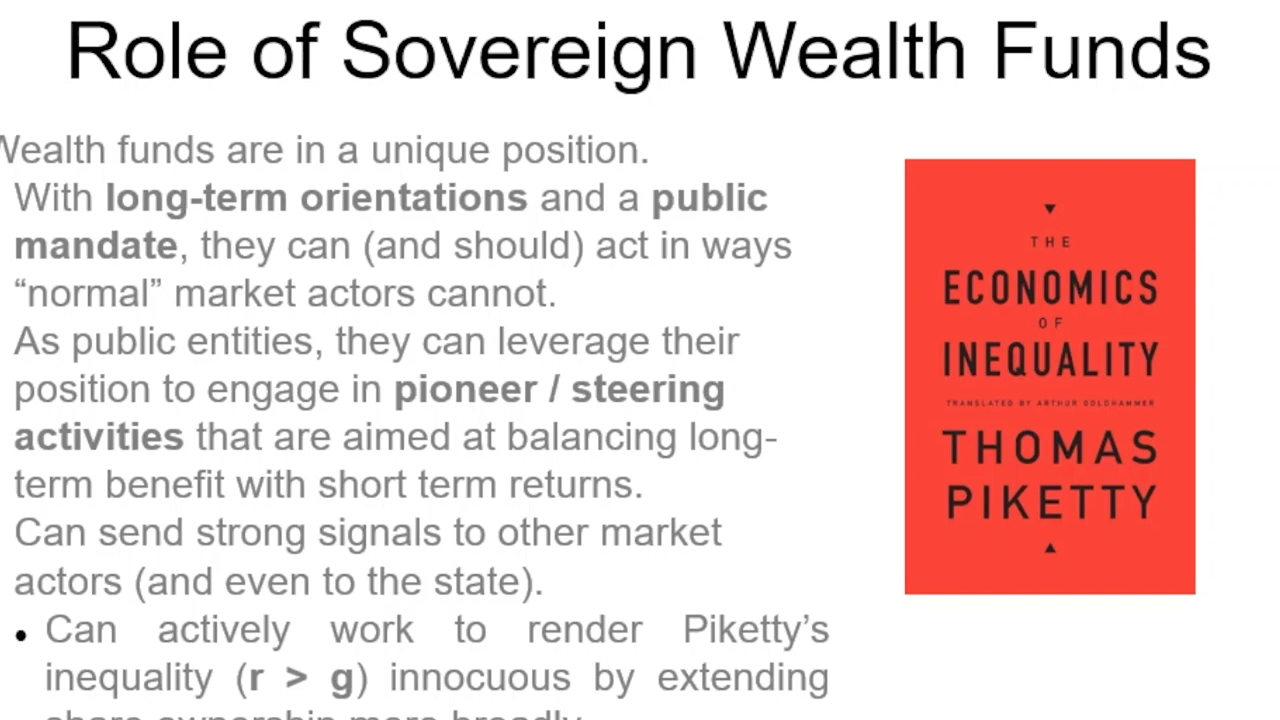 Role of Sovereign Wealth Funds
Wealth funds are in a unique position.
With long-term orientations and a public
mandate, they can (and should) act in ways
“normal” market actors cannot.
As public entities, they can leverage their
position to engage in pioneer / steering
activities that are aimed at balancing long-
term benefit with short term returns.
Can send strong signals to other market
actors (and even to the state).
• Can actively work to render Piketty’s
inequality (r > g) innocuous by extending
share ownership more broadly
THE
ECONOMICS
OF
INEQUALITY
TRANSLATED BY ARTHUR GOLDHAMMER
THOMAS
PIKETTY